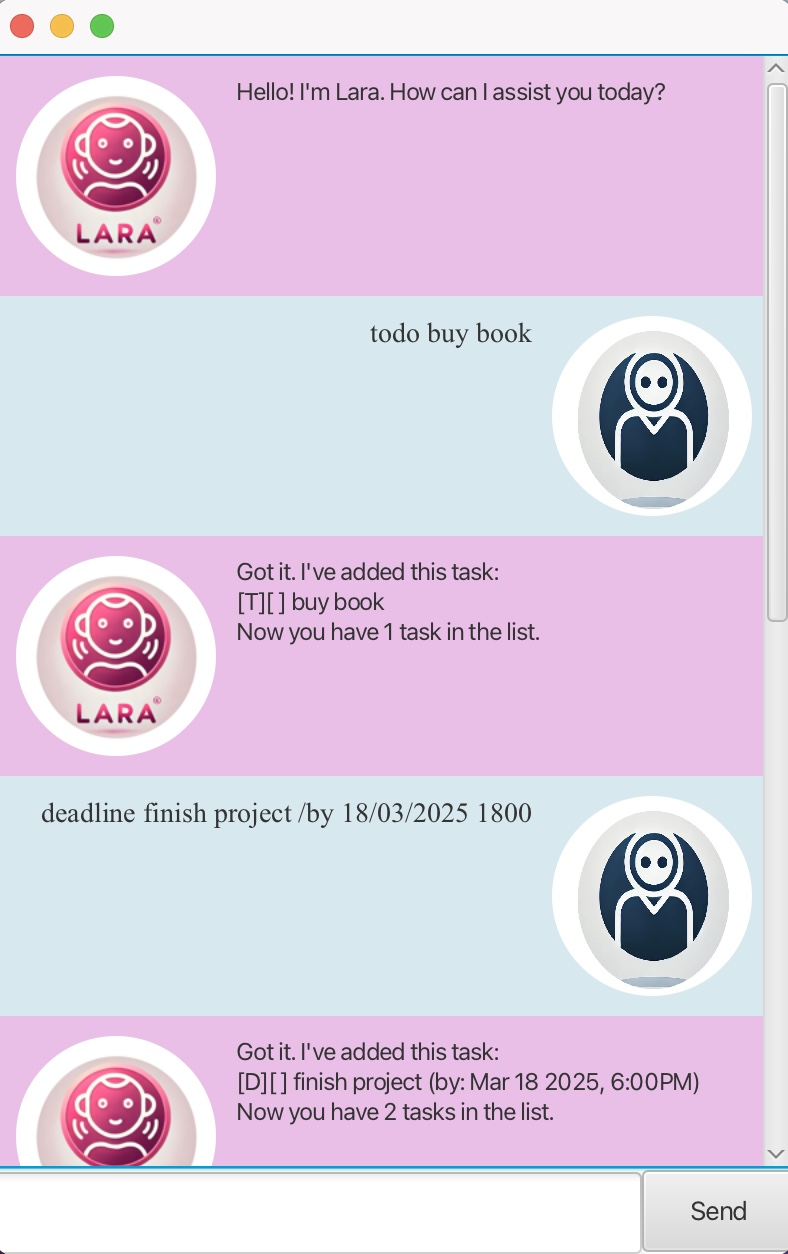 Hello! I'm Lara. How can I assist you today?
LARA®
todo buy book
Got it. I've added this task:
[T][ ] buy book
Now you have 1 task in the list.
LARA®
deadline finish project /by 18/03/2025 1800
Got it. I've added this task:
[D][ ] finish project (by: Mar 18 2025, 6:00PM)
Now you have 2 tasks in the list.
Send